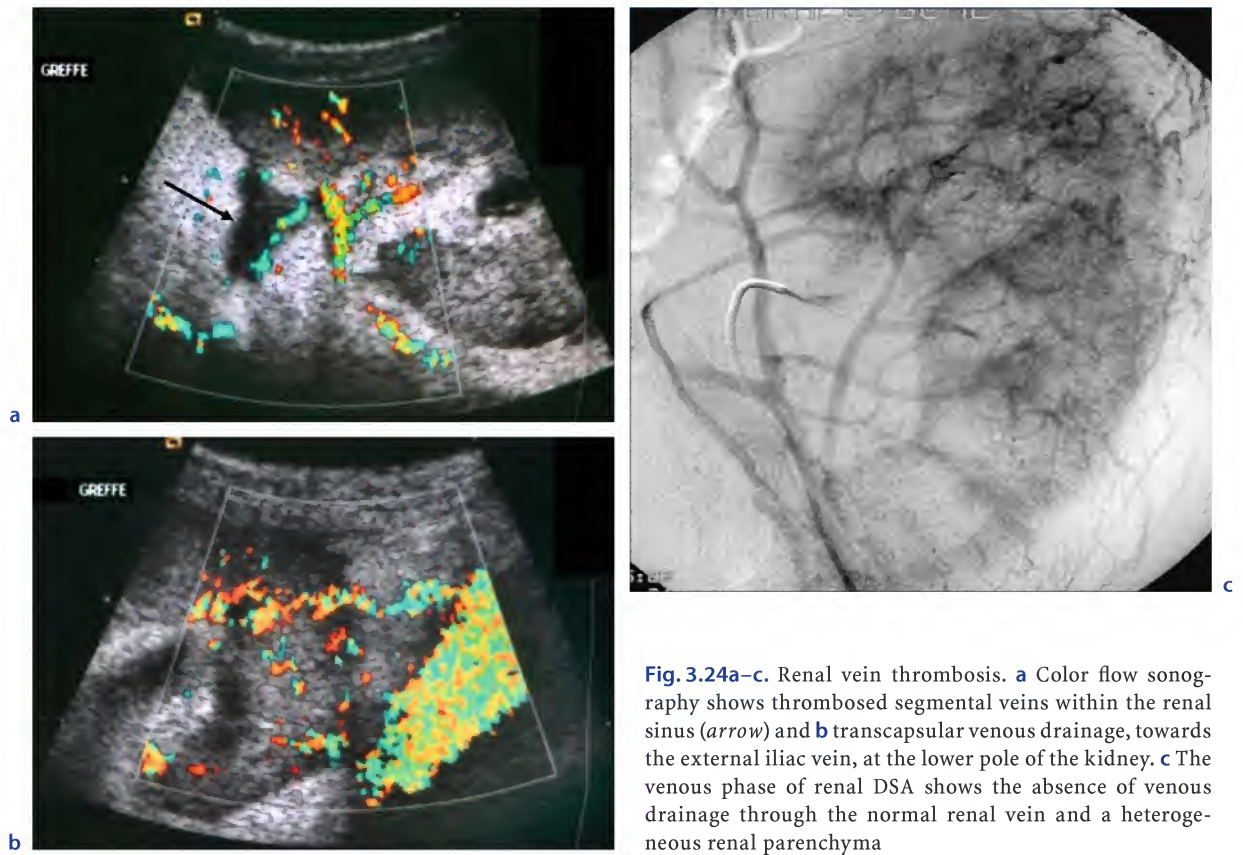 GREFFE
a
GREFFE
b
c
Fig. 3.24a–c. Renal vein thrombosis. a Color flow sonog-
raphy shows thrombosed segmental veins within the renal
sinus (arrow) and b transcapsular venous drainage, towards
the external iliac vein, at the lower pole of the kidney. c The
venous phase of renal DSA shows the absence of venous
drainage through the normal renal vein and a heteroge-
neous renal parenchyma